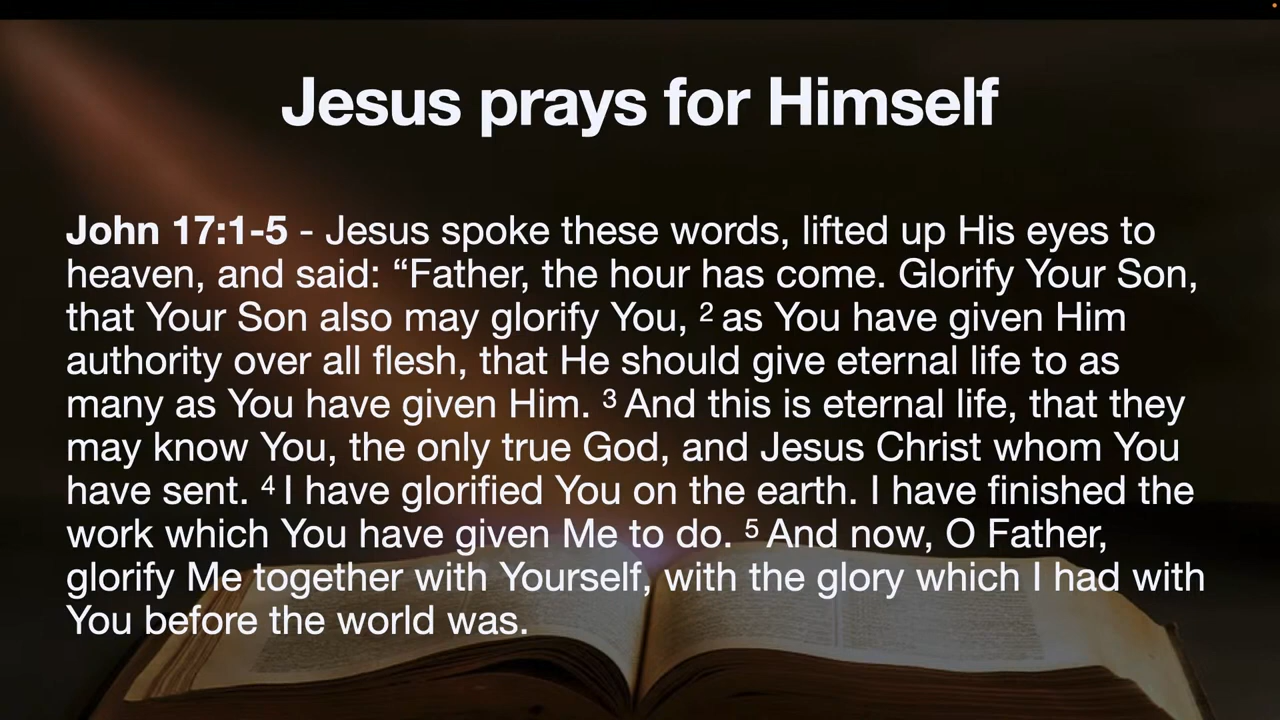 Jesus prays for Himself
John 17:1-5 - Jesus spoke these words, lifted up His eyes to
heaven, and said: “Father, the hour has come. Glorify Your Son,
that Your Son also may glorify You, ² as You have given Him
authority over all flesh, that He should give eternal life to as
many as You have given Him. ³ And this is eternal life, that they
may know You, the only true God, and Jesus Christ whom You
have sent. ⁴ I have glorified You on the earth. I have finished the
work which You have given Me to do. ⁵ And now, O Father,
glorify Me together with Yourself, with the glory which I had with
You before the world was.